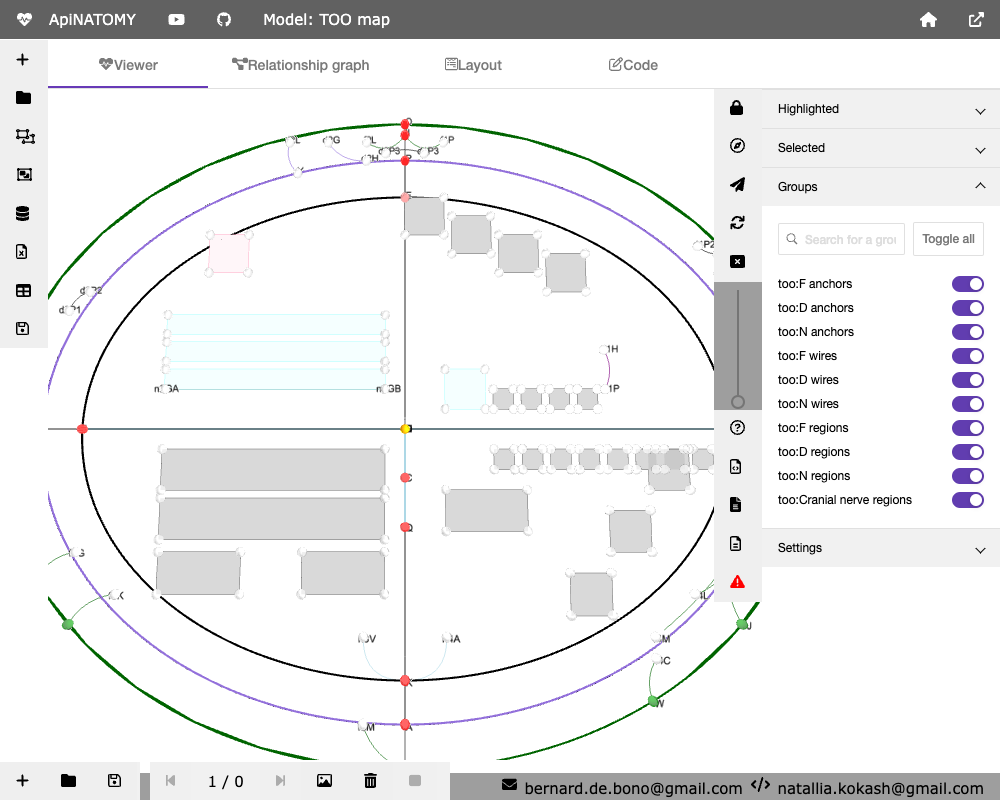 ApiNATOMY Model: TOO map
Viewer Relationship graph Layout Code
Highlighted
Selected
Groups
Search for a grou
Toggle all
too:F anchors
too:D anchors
too:N anchors
too:F wires
too:D wires
too:N wires
too:F regions
too:D regions
too:N regions
too:Cranial nerve regions
Settings
1 / 0
bernard.de.bono@gmail.com natallia.kokash@gmail.com